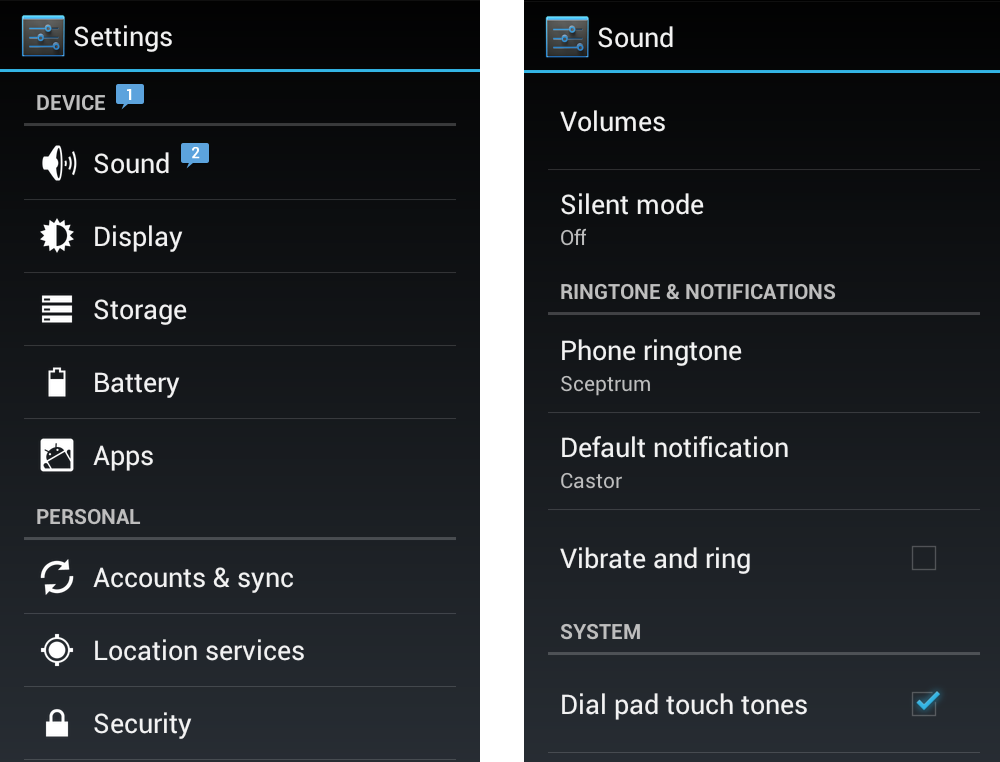 Settings
DEVICE 1
Sound 2
Display
Storage
Battery
Apps
PERSONAL
Accounts & sync
Location services
Security
Sound
Volumes
Silent mode
Off
RINGTONE & NOTIFICATIONS
Phone ringtone
Sceptrum
Default notification
Castor
Vibrate and ring
SYSTEM
Dial pad touch tones